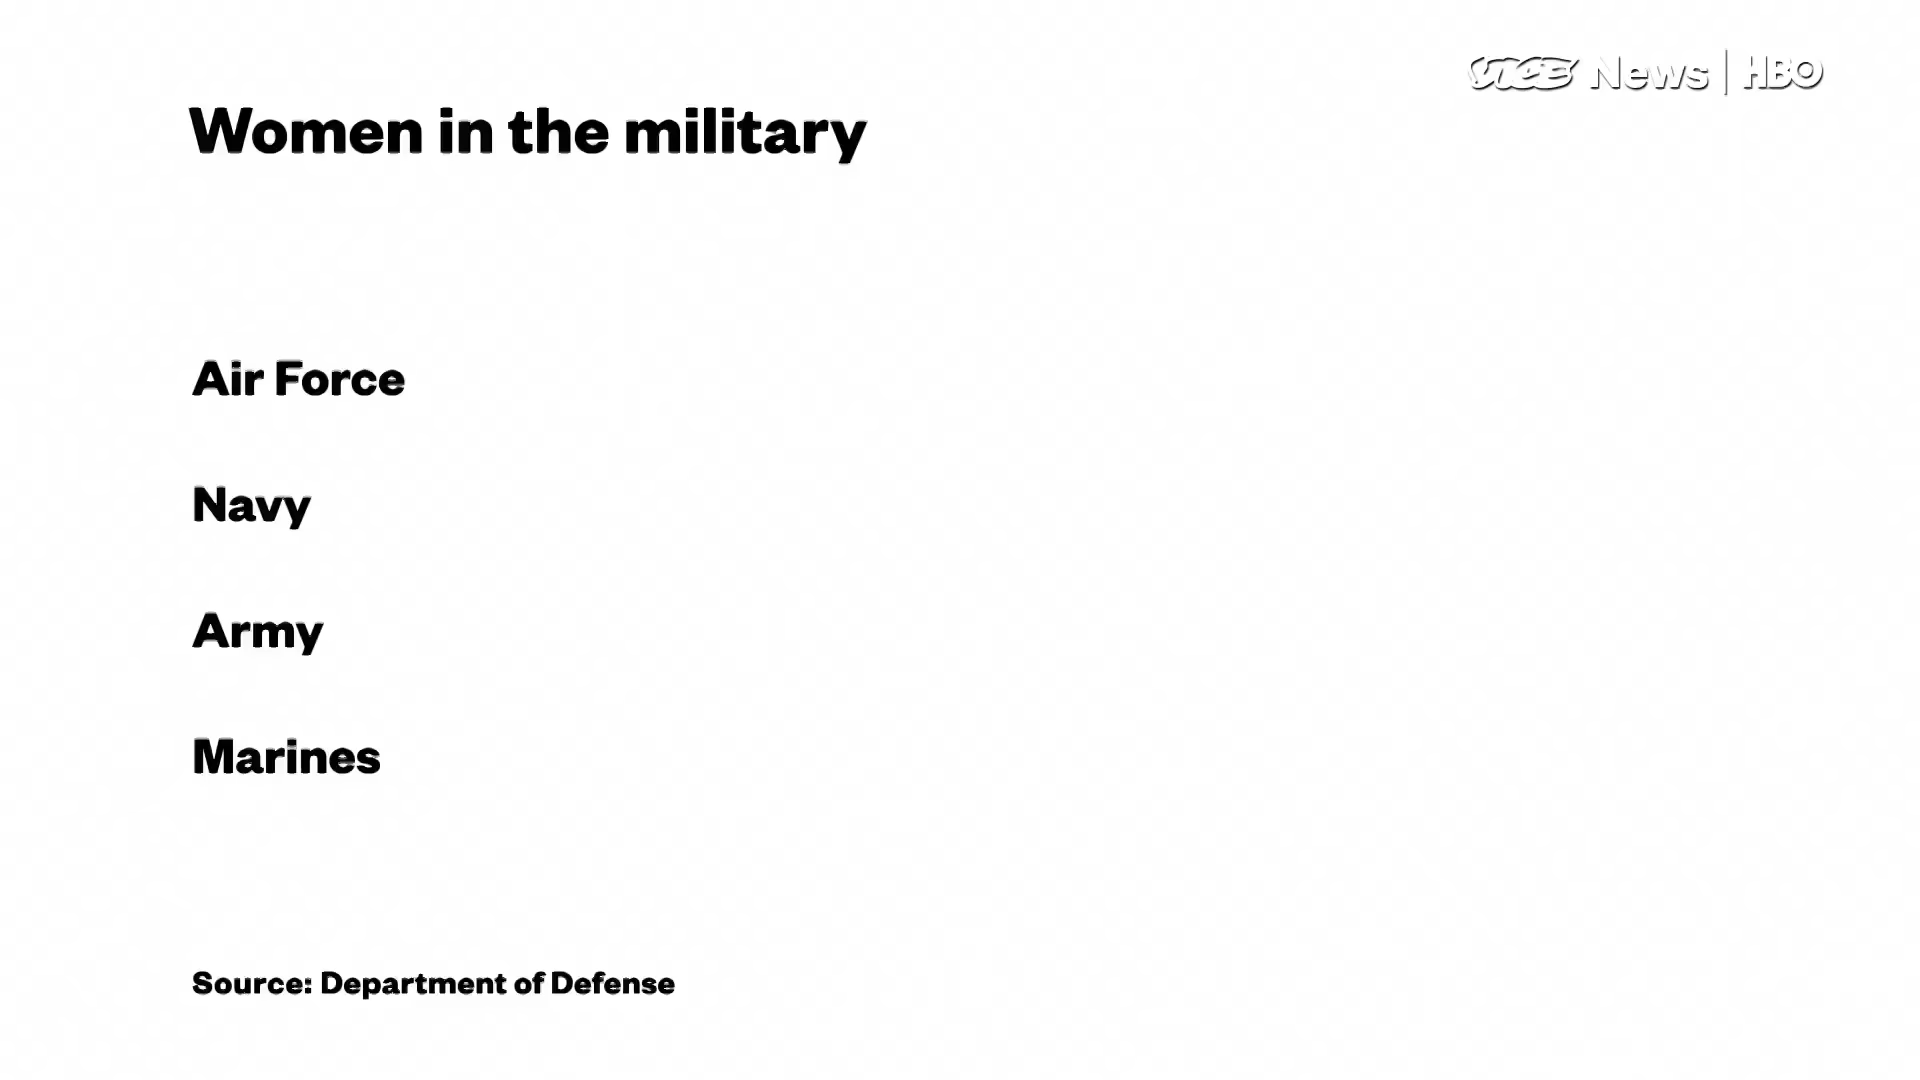 VICE News | HBO
Women in the military
Air Force
Navy
Army
Marines
Source: Department of Defense